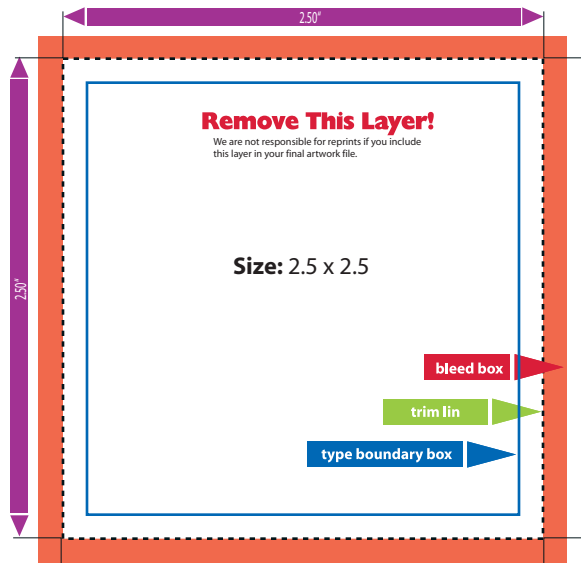 2.50"
Remove This Layer!
We are not responsible for reprints if you include
this layer in your final artwork file.
2.50"
Size: 2.5 x 2.5
bleed box
trim lin
type boundary box